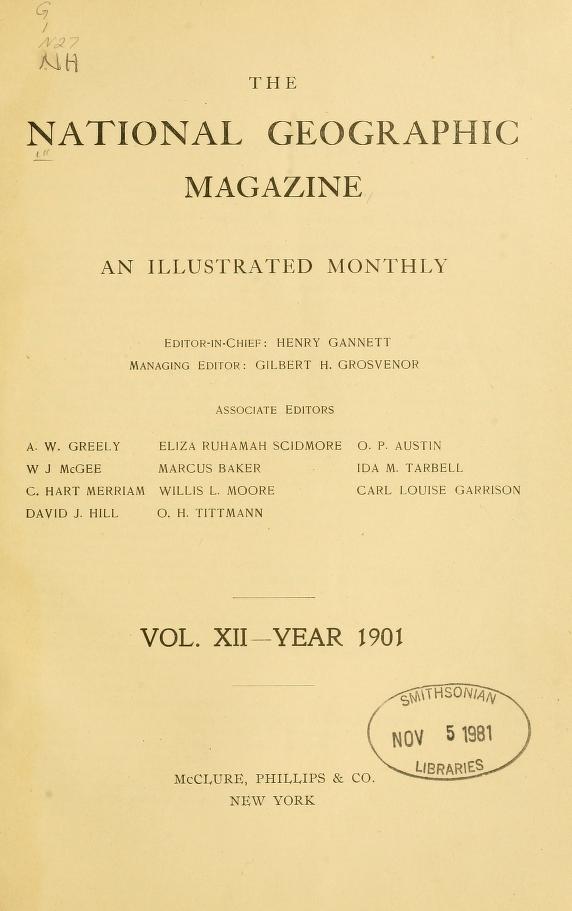 G
1
N27
NH
THE
NATIONAL GEOGRAPHIC
MAGAZINE
AN ILLUSTRATED MONTHLY
EDITOR-IN-CHIEF: HENRY GANNETT
MANAGING EDITOR: GILBERT H. GROSVENOR
ASSOCIATE EDITORS
A. W. GREELY ELIZA RUHAMAH SCIDMORE O. P. AUSTIN
W J McGEE MARCUS BAKER IDA M. TARBELL
C. HART MERRIAM WILLIS L. MOORE CARL LOUISE GARRISON
DAVID J. HILL O. H. TITTMANN
VOL. XII—YEAR 1901
SMITHSONIAN
NOV 5 1981
LIBRARIES
McCLURE, PHILLIPS & CO.
NEW YORK